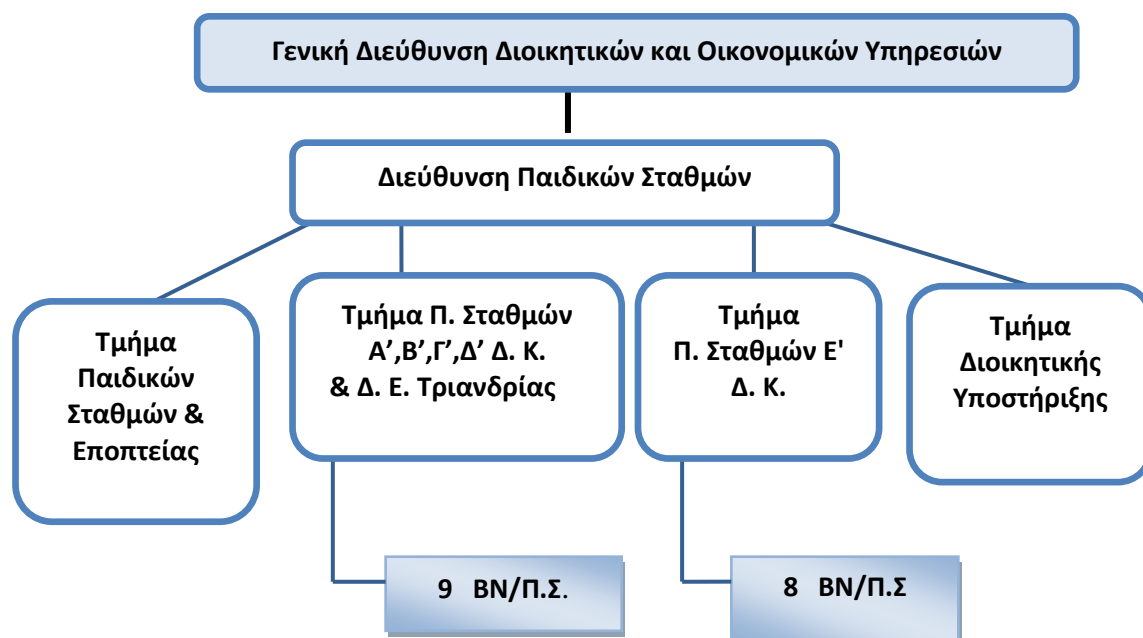 Γενική Διεύθυνση Διοικητικών και Οικονομικών Υπηρεσιών
Διεύθυνση Παιδικών Σταθμών
Τμήμα
Παιδικών
Σταθμών &
Εποπτείας
Τμήμα Π. Σταθμών
Α’,Β’,Γ’,Δ’ Δ. Κ.
& Δ. Ε. Τριανδρίας
Τμήμα
Π. Σταθμών Ε'
Δ. Κ.
Τμήμα
Διοικητικής
Υποστήριξης
9 ΒΝ/Π.Σ.
8 ΒΝ/Π.Σ